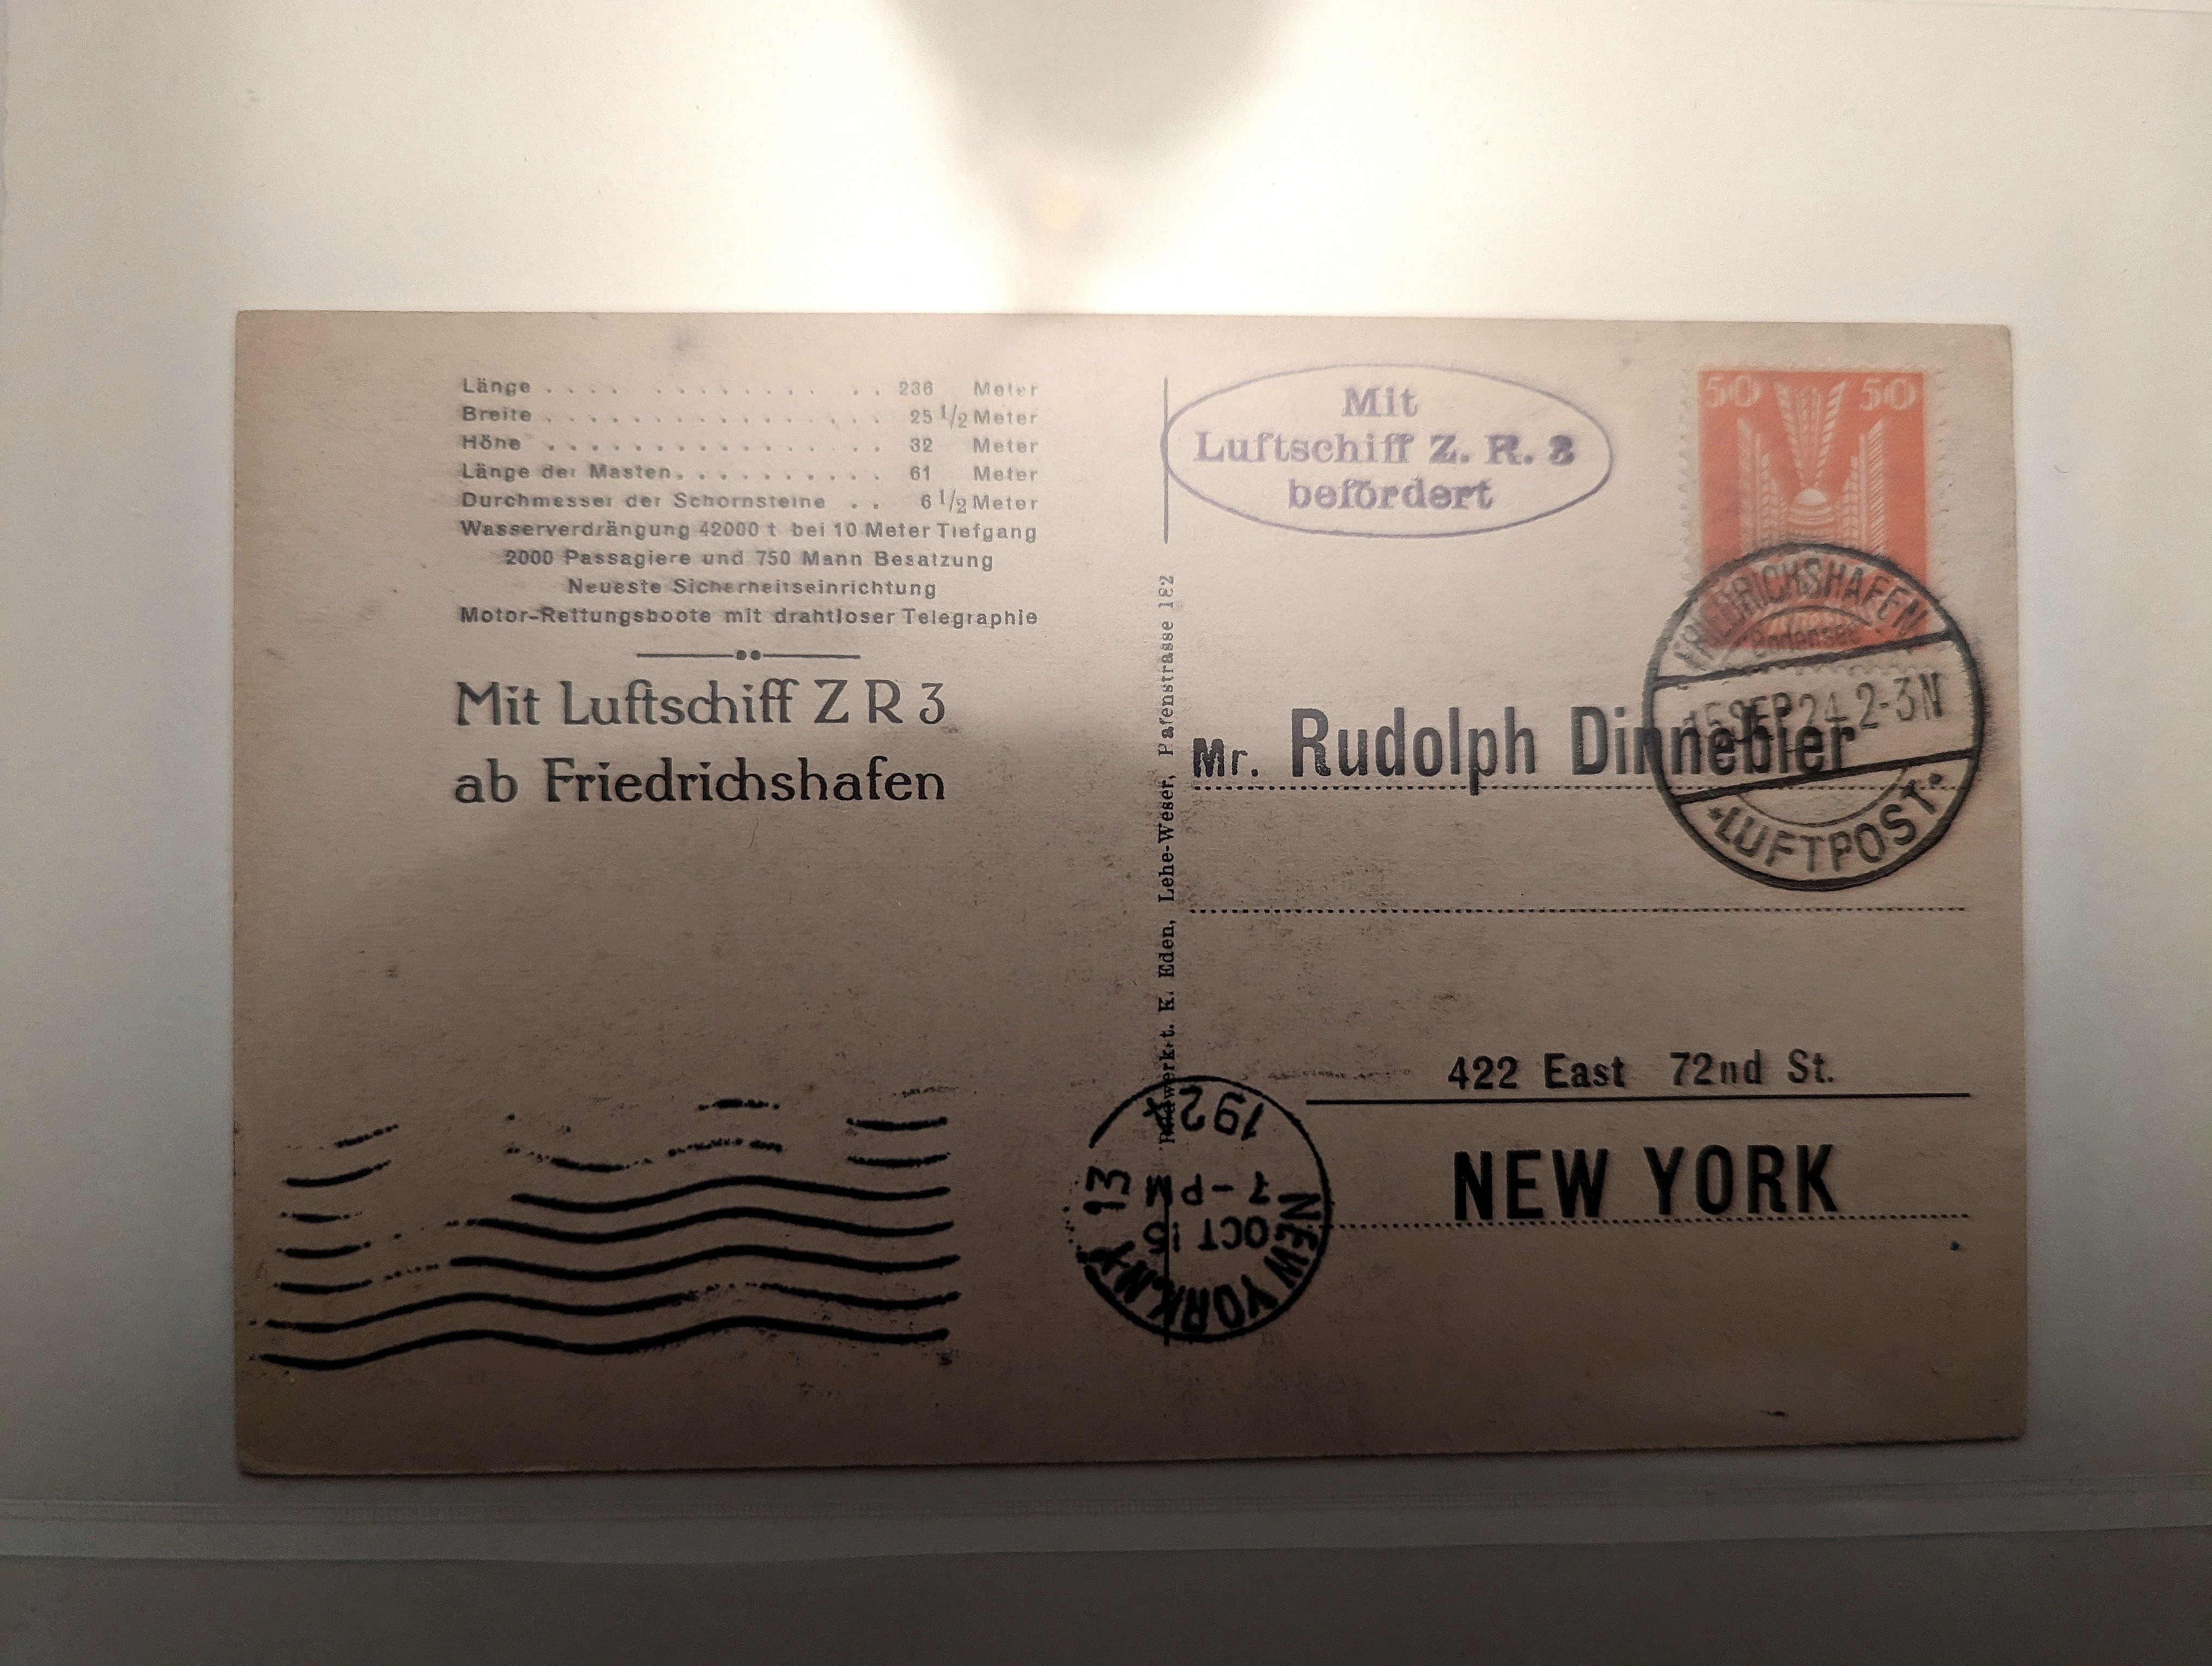 Länge . . . . . . . . . . . . . . 236 Meter
Breite . . . . . . . . . . . . . . . 25 1/2 Meter
Höhe . . . . . . . . . . . . . . . 32 Meter
Länge der Masten. . . . . . . . . . 61 Meter
Durchmesser der Schornsteine . . 6 1/2 Meter
Wasserverdrängung 42000 t bei 10 Meter Tiefgang
2000 Passagiere und 750 Mann Besatzung
Neueste Sicherheitseinrichtung
Motor-Rettungsboote mit drahtloser Telegraphie
Mit Luftschiff Z R 3
ab Friedrichshafen
t. K. Eden, Lehe-Weser, Pafenstrasse 182
Mit
Luftschiff Z. R. 3
befördert
50 50
FRIEDRICHSHAFEN
Bodensee
15 SEP 24 2-3N
*LUFTPOST*
Mr. Rudolph Dinnebier
422 East 72nd St.
NEW YORK
NEW YORK, N.Y. 13
OCT 15
7-PM
1924